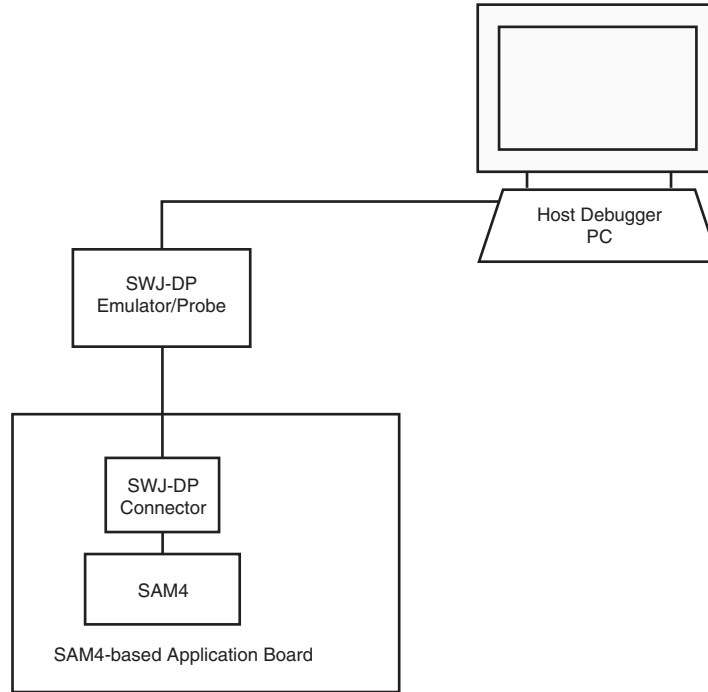 Host Debugger
PC
SWJ-DP
Emulator/Probe
SWJ-DP
Connector
SAM4
SAM4-based Application Board